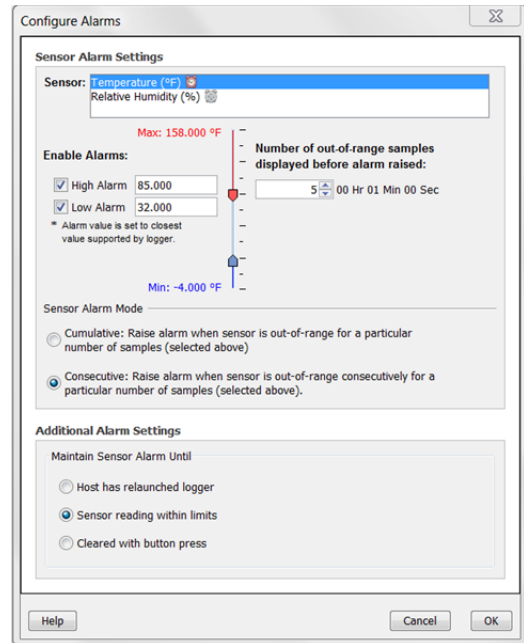 Configure Alarms
Sensor Alarm Settings
Sensor: Temperature (°F)
Relative Humidity (%)
Max: 158.000 °F
Enable Alarms:
Number of out-of-range samples
displayed before alarm raised:
High Alarm 85.000
5 00 Hr 01 Min 00 Sec
Low Alarm 32.000
* Alarm value is set to closest
value supported by logger.
Min: -4.000 °F
Sensor Alarm Mode
Cumulative: Raise alarm when sensor is out-of-range for a particular
number of samples (selected above)
Consecutive: Raise alarm when sensor is out-of-range consecutively for a
particular number of samples (selected above).
Additional Alarm Settings
Maintain Sensor Alarm Until
Host has relaunched logger
Sensor reading within limits
Cleared with button press
Help
Cancel
OK